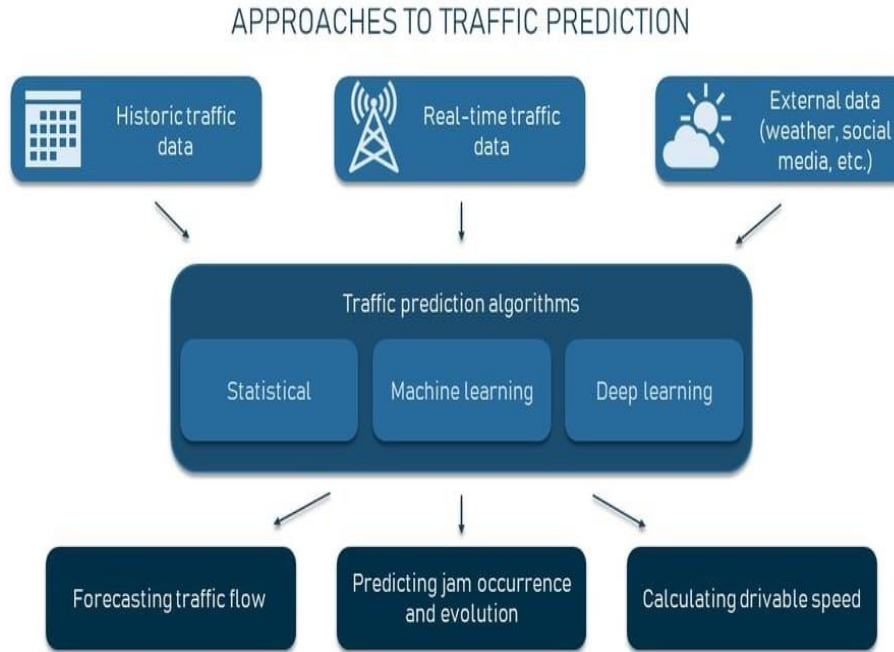 APPROACHES TO TRAFFIC PREDICTION
Historic traffic
data
Real-time traffic
data
External data
(weather, social
media, etc.)
Traffic prediction algorithms
Statistical
Machine learning
Deep learning
Forecasting traffic flow
Predicting jam occurrence
and evolution
Calculating drivable speed